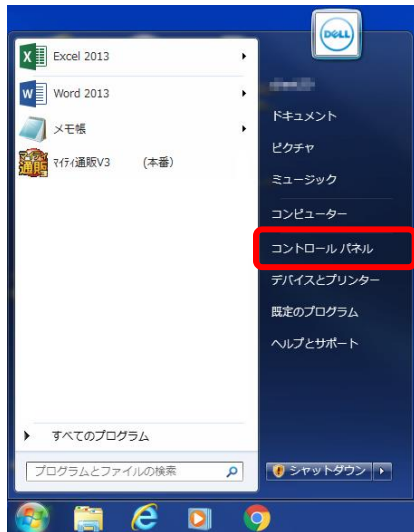 DELL
Excel 2013
Word 2013
メモ帳
ﾏｲﾃｨ通販V3 (本番)
ドキュメント
ピクチャ
ミュージック
コンピューター
コントロール パネル
デバイスとプリンター
既定のプログラム
ヘルプとサポート
すべてのプログラム
プログラムとファイルの検索
シャットダウン